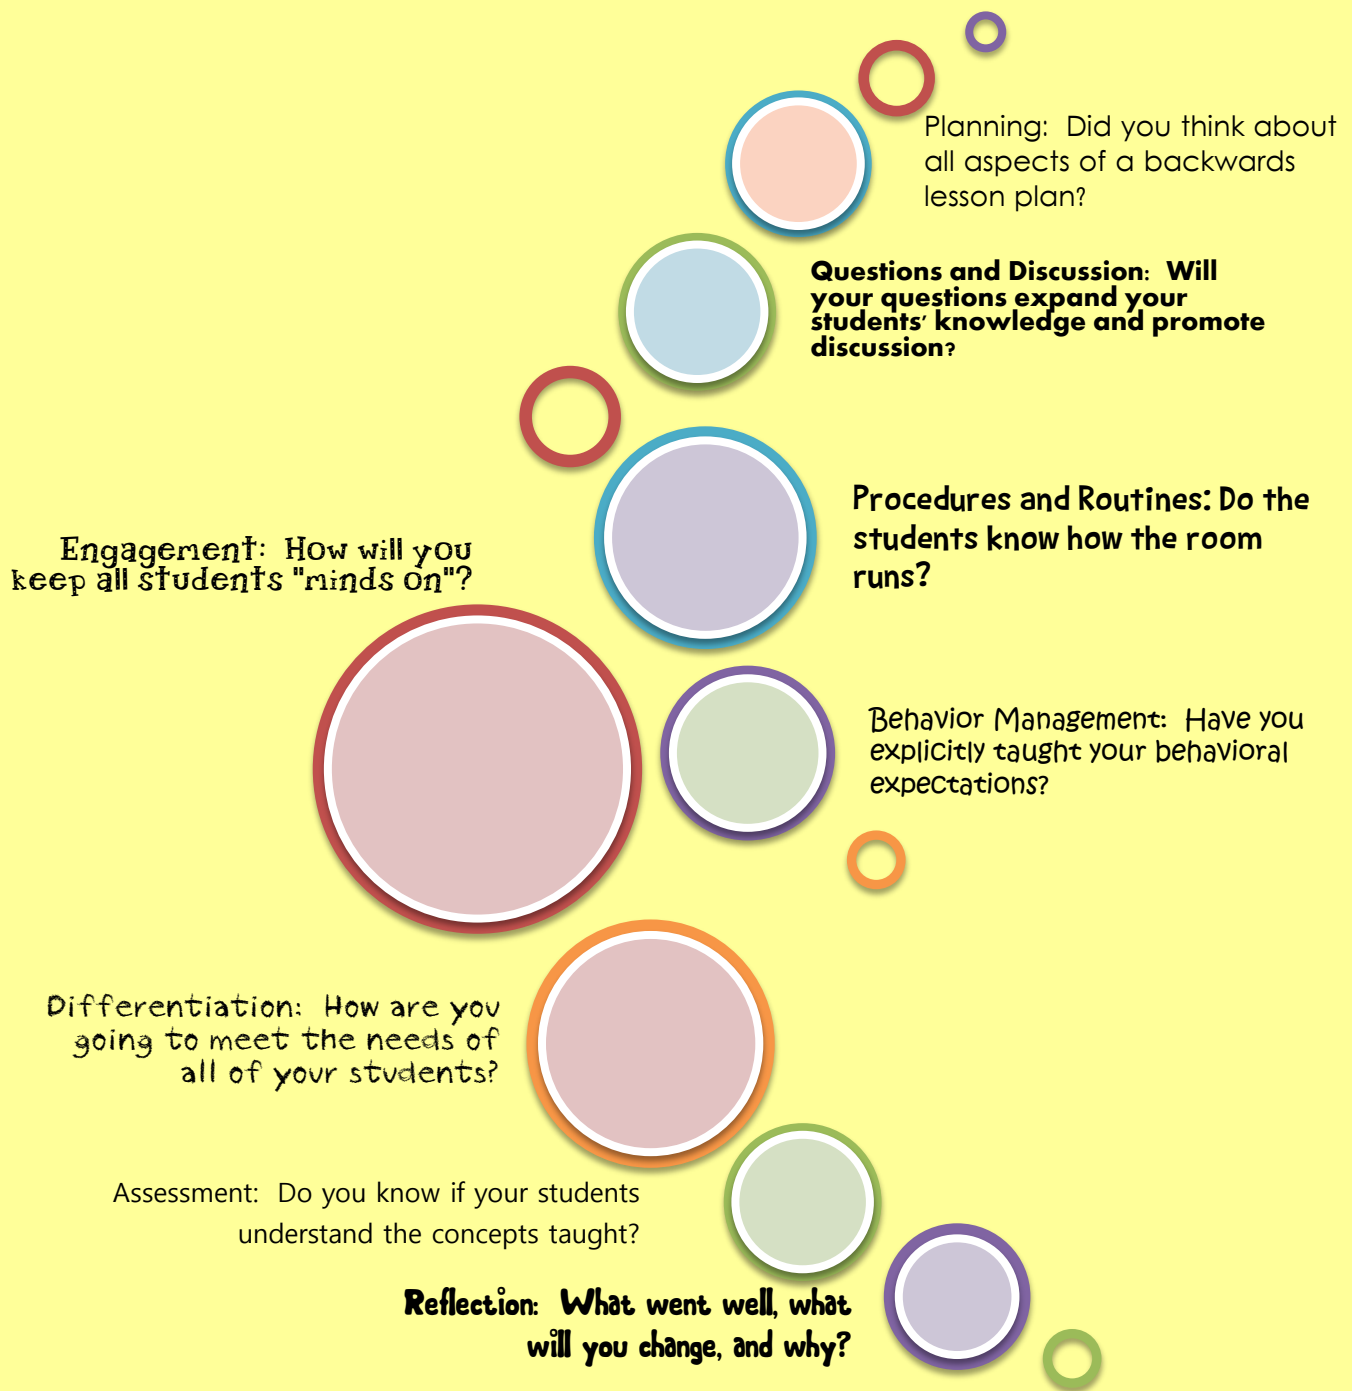 Planning:  Did you think about
all aspects of a backwards
lesson plan?
Questions and Discussion:  Will
your questions expand your
students' knowledge and promote
discussion?
Procedures and Routines: Do the
students know how the room
runs?
Engagement:  How will you
keep all students "minds on"?
Behavior Management:  Have you
explicitly taught your behavioral
expectations?
Differentiation:  How are you
going to meet the needs of
all of your students?
Assessment:  Do you know if your students
understand the concepts taught?
Reflection:  What went well, what
will you change, and why?